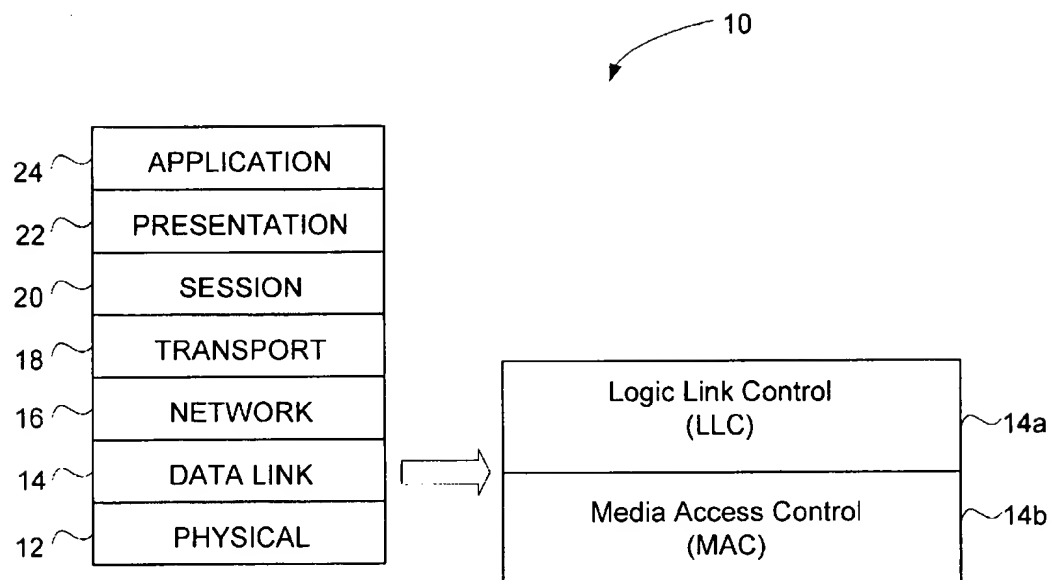 10
24 APPLICATION
22 PRESENTATION
20 SESSION
18 TRANSPORT
16 NETWORK
14 DATA LINK
12 PHYSICAL
Logic Link Control
(LLC)
14a
Media Access Control
(MAC)
14b